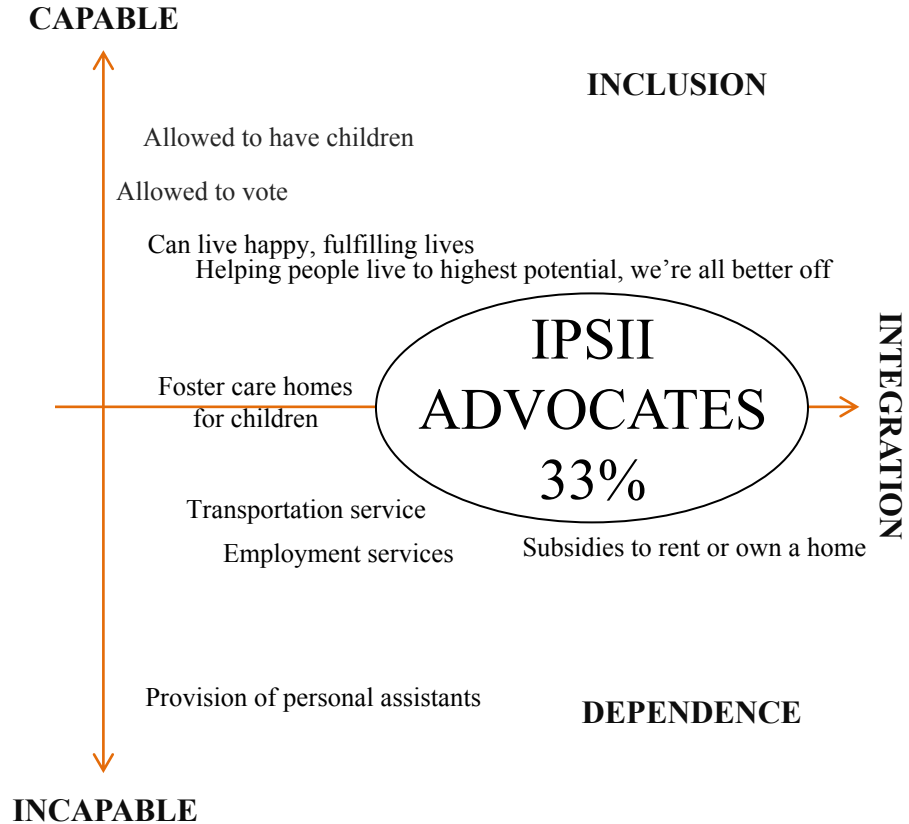 CAPABLE
INCLUSION
Allowed to have children
Allowed to vote
Can live happy, fulfilling lives
Helping people live to highest potential, we’re all better off
IPSII
ADVOCATES
33%
Foster care homes
for children
INTEGRATION
Transportation service
Employment services
Subsidies to rent or own a home
Provision of personal assistants
DEPENDENCE
INCAPABLE